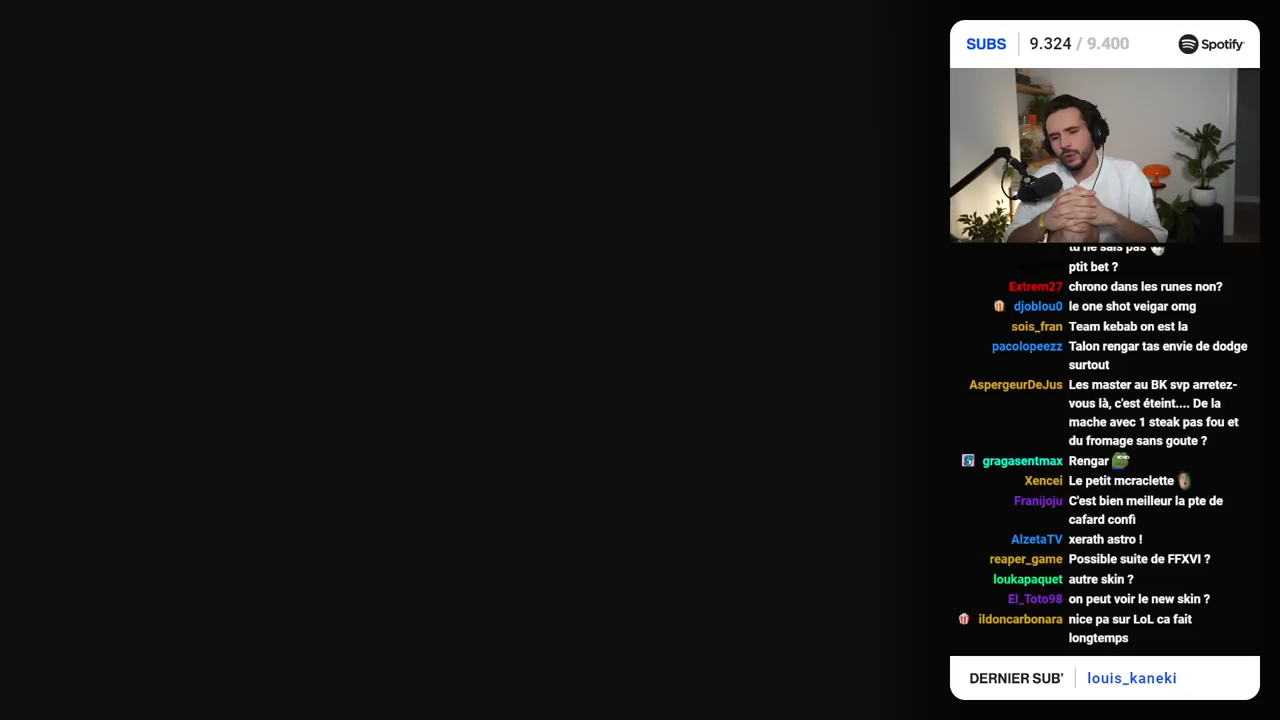 SUBS 9.324 / 9.400 Spotify
tu ne sais pas
ptit bet ?
Extrem27 chrono dans les runes non?
djoblou0 le one shot veigar omg
sois_fran Team kebab on est la
pacolopeezz Talon rengar tas envie de dodge
surtout
AspergeurDeJus Les master au BK svp arretez-
vous là, c'est éteint.... De la
mache avec 1 steak pas fou et
du fromage sans goute ?
gragasentmax Rengar
Xencei Le petit mcraclette
Franijoju C'est bien meilleur la pte de
cafard confi
AlzetaTV xerath astro !
reaper_game Possible suite de FFXVI ?
loukapaquet autre skin ?
El_Toto98 on peut voir le new skin ?
ildoncarbonara nice pa sur LoL ca fait
longtemps
DERNIER SUB' louis_kaneki